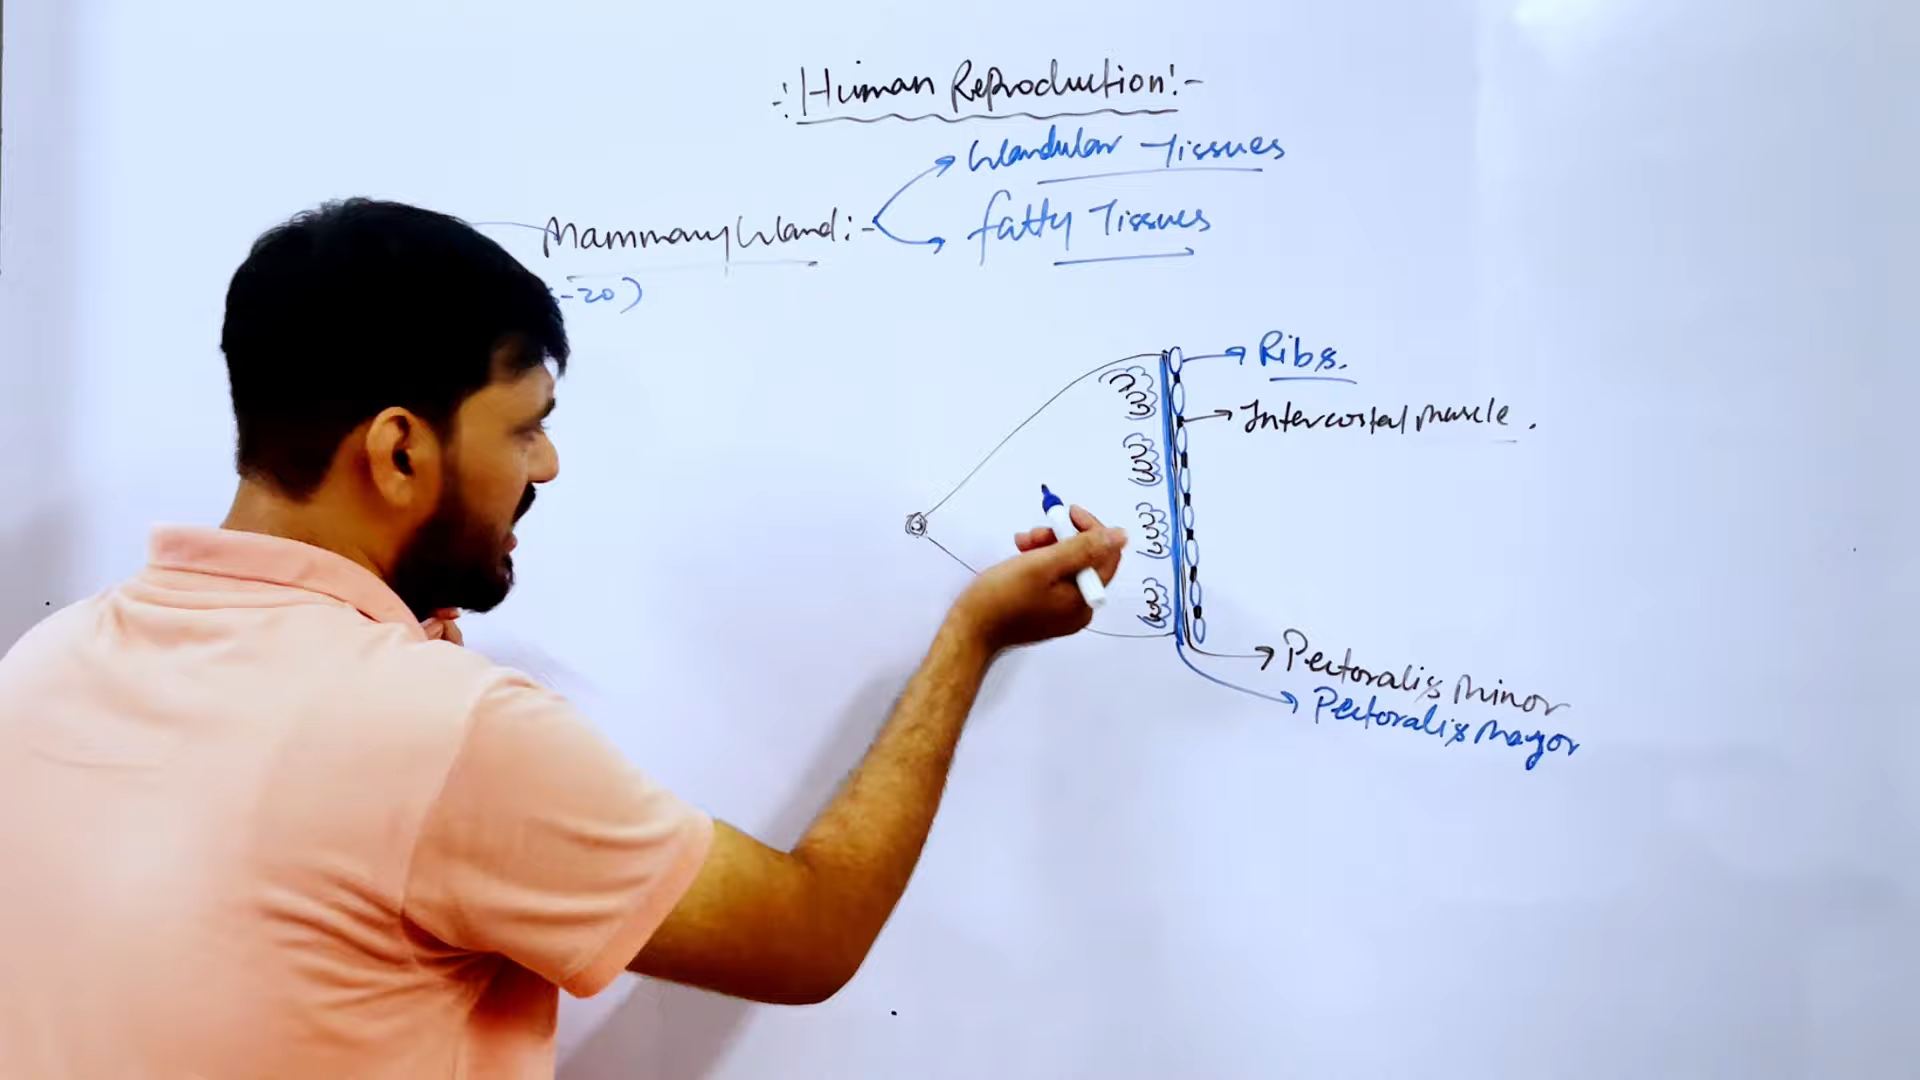 -:Human Reproduction:-
Glandular Tissues
Mammary Gland:-
fatty Tissues
-20)
Ribs.
Intercostal Muscle.
Pectoralis Minor
Pectoralis Mayor